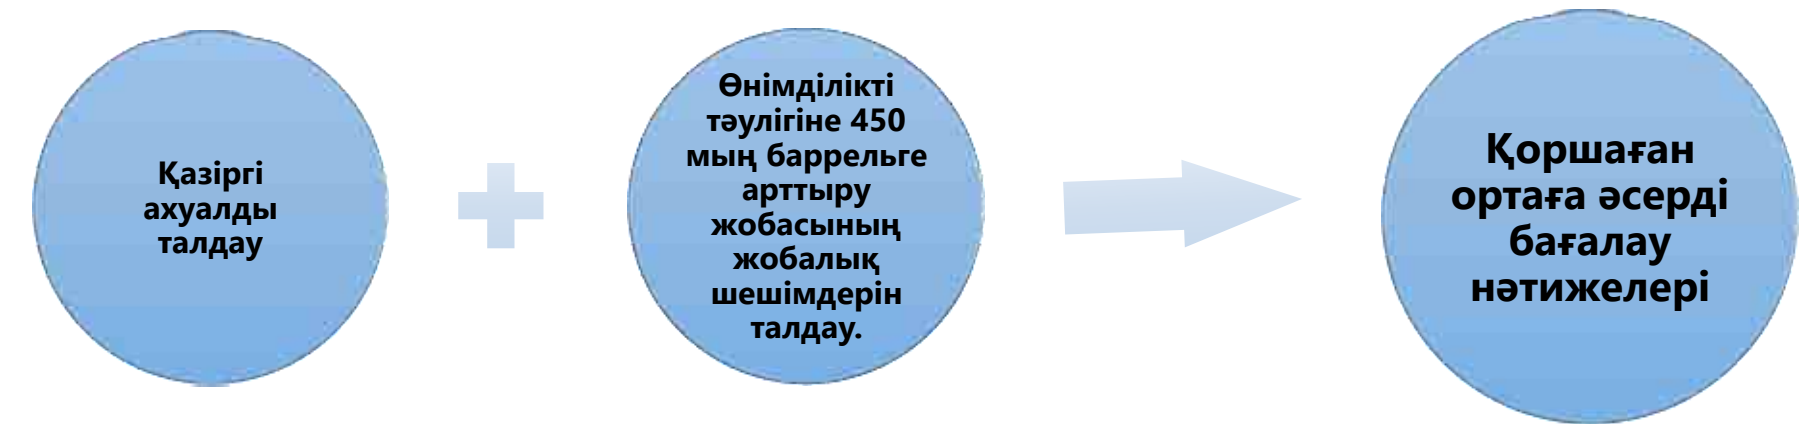 Қазіргі
ахуалды
талдау
Өнімділікті
тәулігіне 450
мың баррельге
арттыру
жобасының
жобалық
шешімдерін
талдау.
Қоршаған
ортаға әсерді
бағалау
нәтижелері